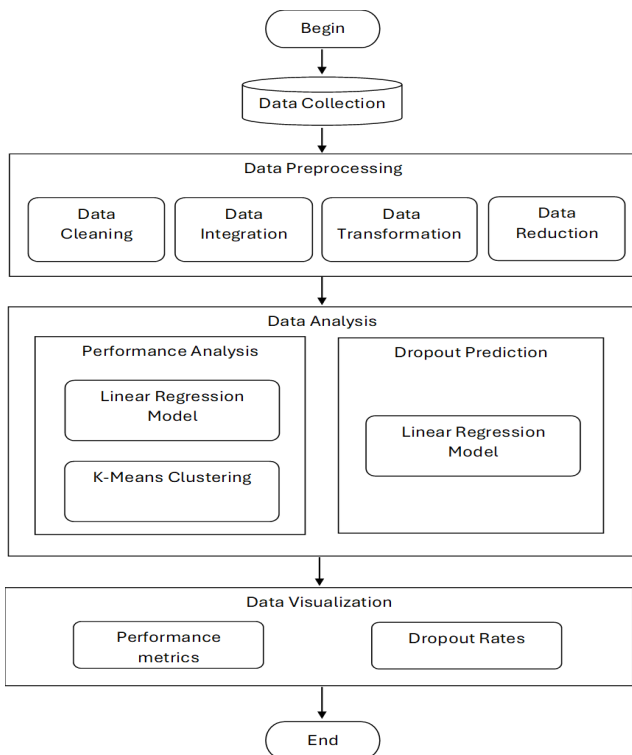 Begin
Data Collection
Data Preprocessing
Data
Cleaning
Data
Integration
Data
Transformation
Data
Reduction
Data Analysis
Performance Analysis
Linear Regression
Model
K-Means Clustering
Dropout Prediction
Linear Regression
Model
Data Visualization
Performance
metrics
Dropout Rates
End